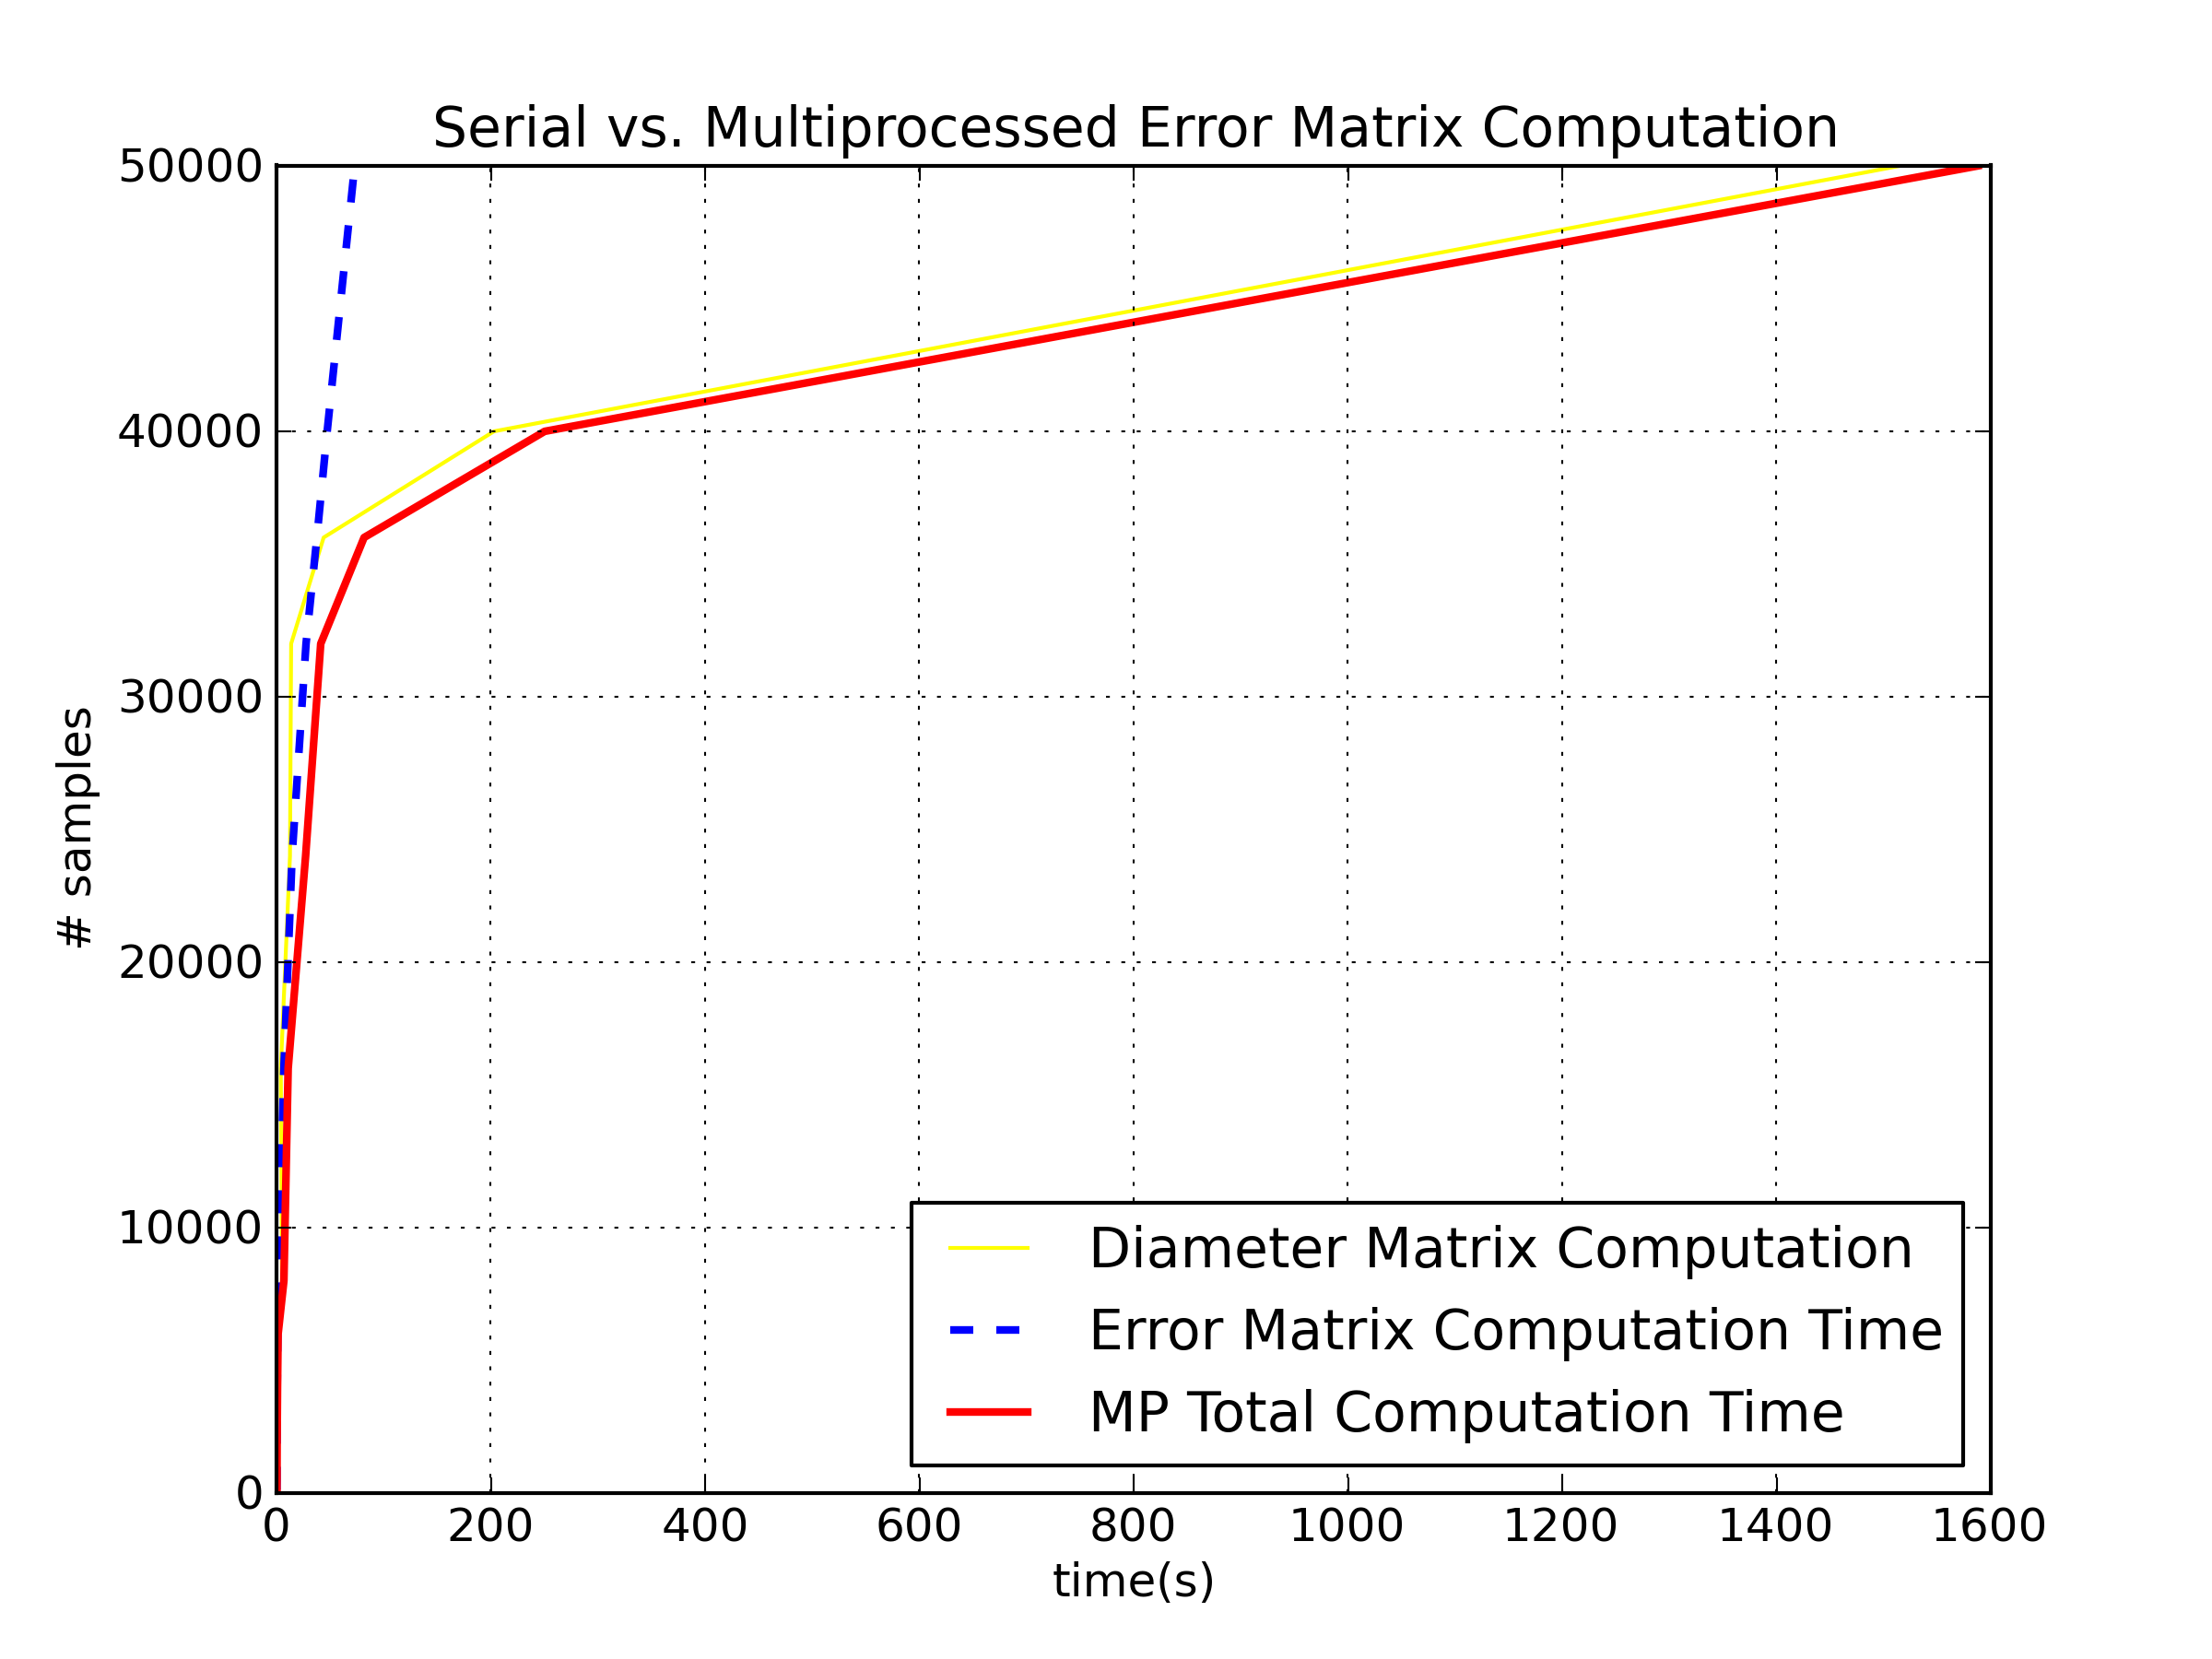 Serial vs. Multiprocessed Error Matrix Computation
50000
40000
30000
20000
10000
0
# samples
0 200 400 600 800 1000 1200 1400 1600
time(s)
Diameter Matrix Computation
Error Matrix Computation Time
MP Total Computation Time